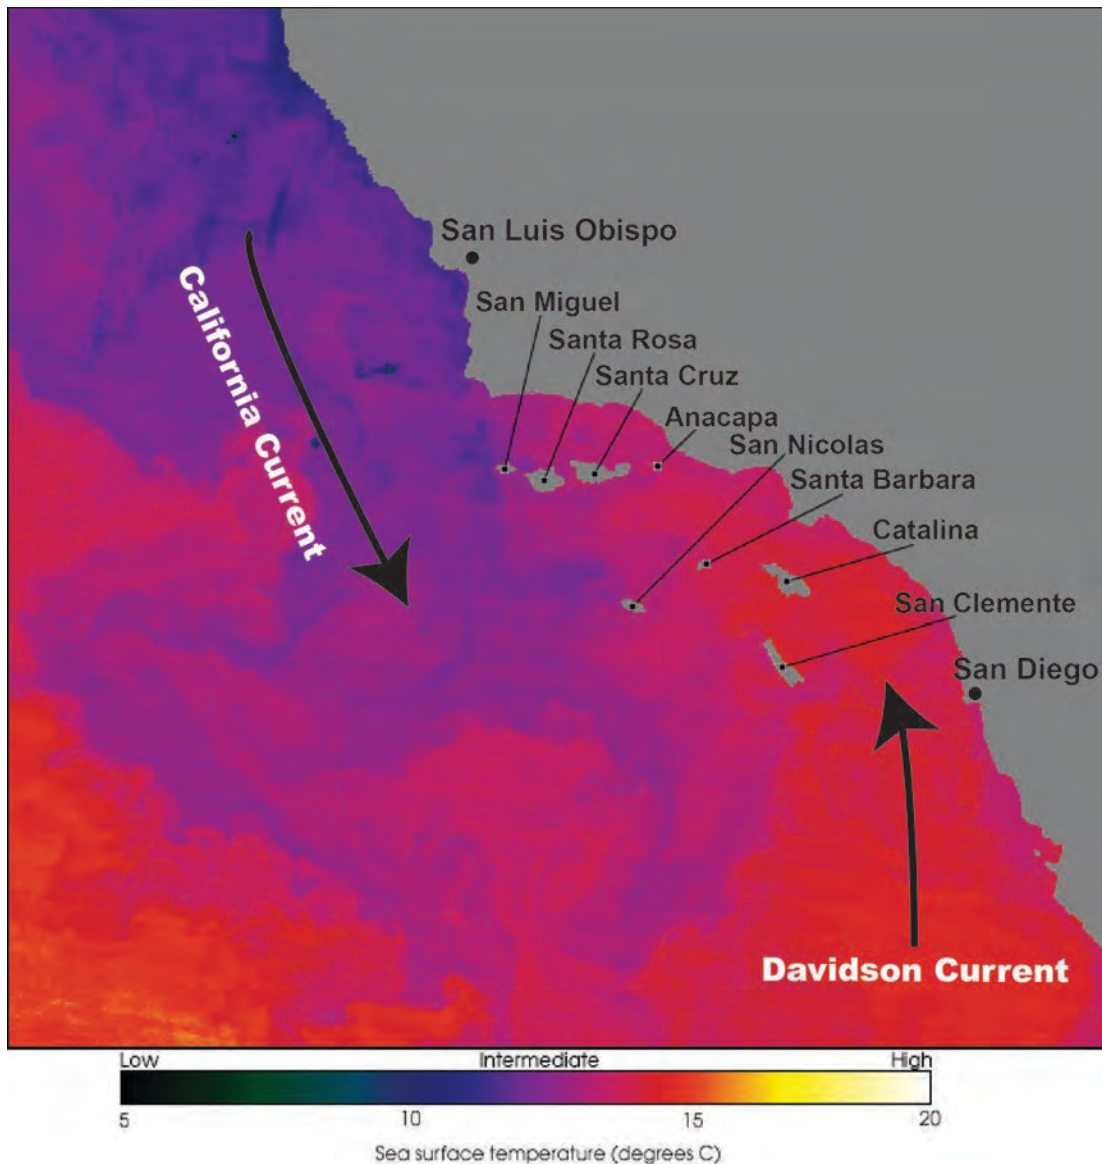 San Luis Obispo
San Miguel
Santa Rosa
Santa Cruz
Anacapa
San Nicolas
Santa Barbara
Catalina
San Clemente
San Diego
California Current
Davidson Current
Low Intermediate High
5 10 15 20
Sea surface temperature (degrees C)